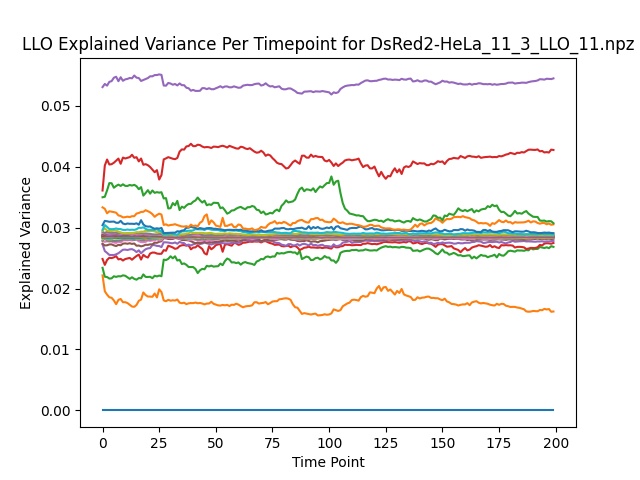 LLO Explained Variance Per Timepoint for DsRed2-HeLa_11_3_LLO_11.npz
Explained Variance
0.05
0.04
0.03
0.02
0.01
0.00
0 25 50 75 100 125 150 175 200
Time Point